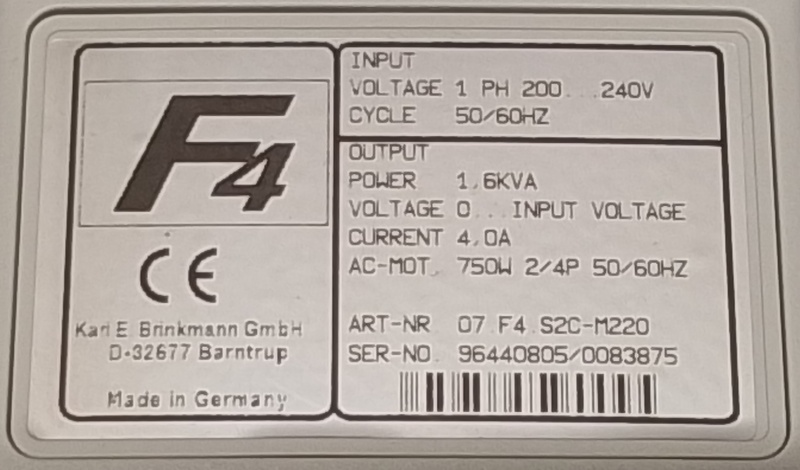 F4
CE
Karl E. Brinkmann GmbH
D-32677 Barntrup
Made in Germany
INPUT
VOLTAGE 1 PH 200...240V
CYCLE 50/60HZ
OUTPUT
POWER 1.6KVA
VOLTAGE 0...INPUT VOLTAGE
CURRENT 4.0A
AC-MOT. 750W 2/4P 50/60HZ
ART-NR 07.F4.S2C-M220
SER-NO. 96440805/0083875